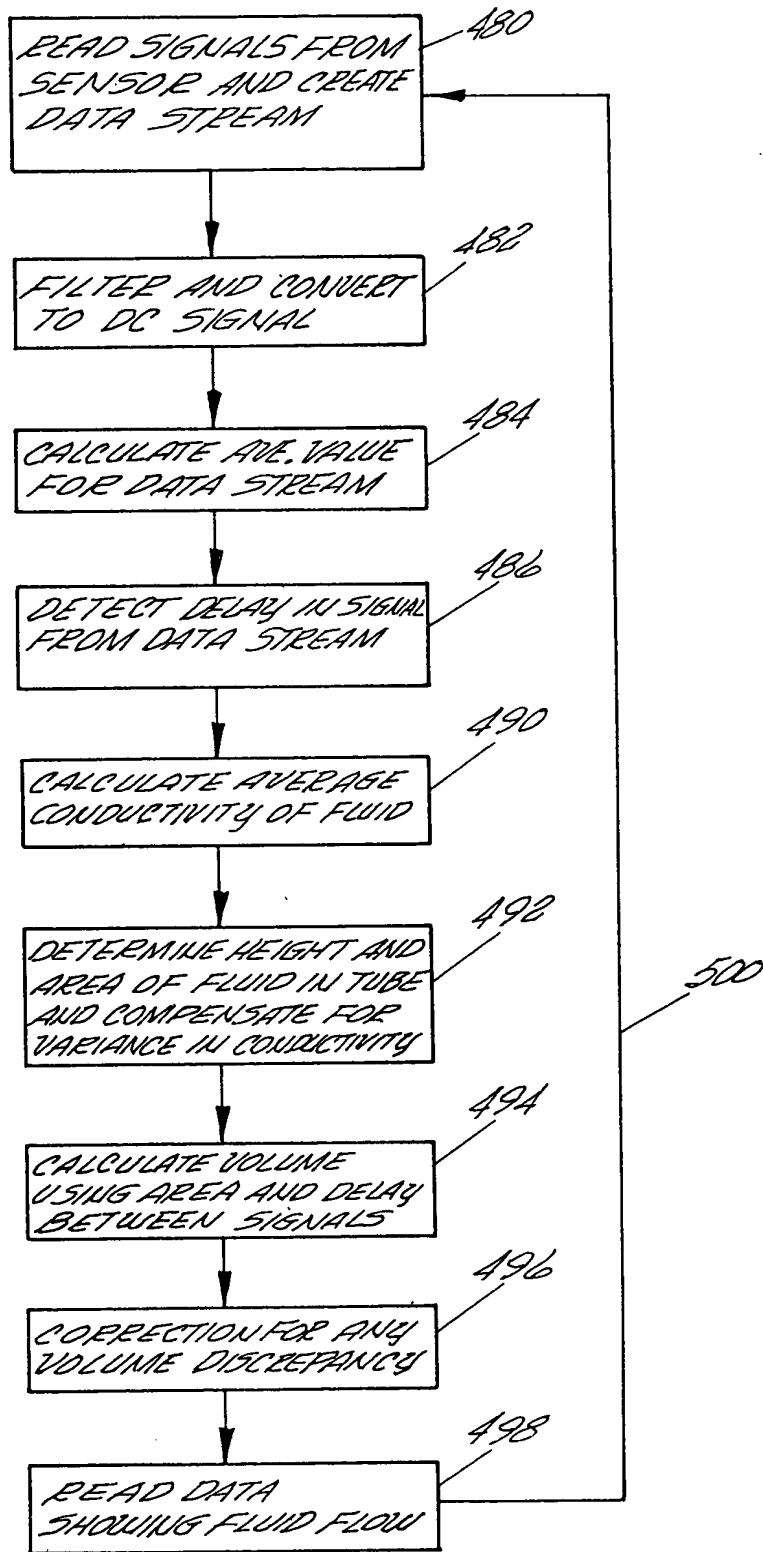 480
READ SIGNALS FROM
SENSOR AND CREATE
DATA STREAM
482
FILTER AND CONVERT
TO DC SIGNAL
484
CALCULATE AVE. VALUE
FOR DATA STREAM
486
DETECT DELAY IN SIGNAL
FROM DATA STREAM
490
CALCULATE AVERAGE
CONDUCTIVITY OF FLUID
492
DETERMINE HEIGHT AND
AREA OF FLUID IN TUBE
AND COMPENSATE FOR
VARIANCE IN CONDUCTIVITY
500
494
CALCULATE VOLUME
USING AREA AND DELAY
BETWEEN SIGNALS
496
CORRECTION FOR ANY
VOLUME DISCREPANCY
498
READ DATA
SHOWING FLUID FLOW